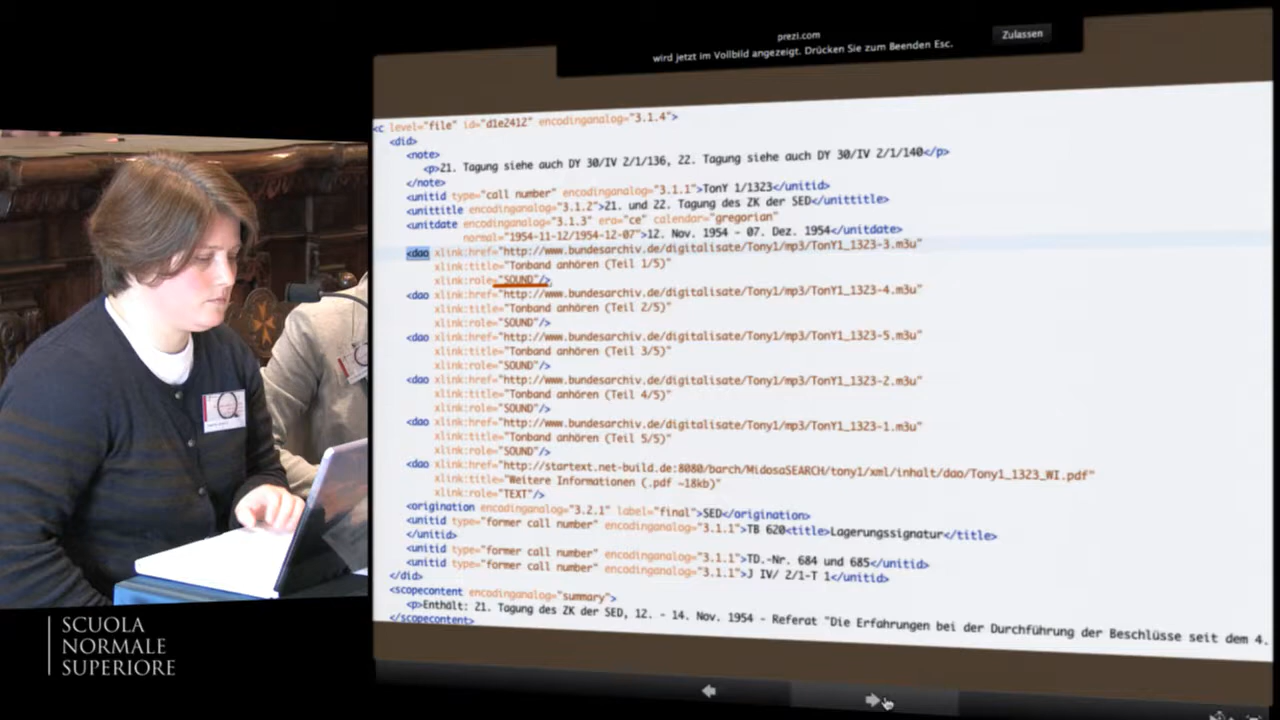 prezi.com
wird jetzt im Vollbild angezeigt. Drücken Sie zum Beenden Esc.
Zulassen
<c level="file" id="d1e2412" encodinganalog="3.1.4">
<did>
<note>
<p>21. Tagung siehe auch DY 30/IV 2/1/136, 22. Tagung siehe auch DY 30/IV 2/1/140</p>
</note>
<unitid type="call number" encodinganalog="3.1.1">TonY 1/1323</unitid>
<unittitle encodinganalog="3.1.2">21. und 22. Tagung des ZK der SED</unittitle>
<unitdate encodinganalog="3.1.3" era="ce" calendar="gregorian"
normal="1954-11-12/1954-12-07">12. Nov. 1954 - 07. Dez. 1954</unitdate>
<dao xlink:href="http://www.bundesarchiv.de/digitalisate/Tony1/mp3/TonY1_1323-3.m3u"
xlink:title="Tonband anhören (Teil 1/5)"
xlink:role="SOUND"/>
<dao xlink:href="http://www.bundesarchiv.de/digitalisate/Tony1/mp3/TonY1_1323-4.m3u"
xlink:title="Tonband anhören (Teil 2/5)"
xlink:role="SOUND"/>
<dao xlink:href="http://www.bundesarchiv.de/digitalisate/Tony1/mp3/TonY1_1323-5.m3u"
xlink:title="Tonband anhören (Teil 3/5)"
xlink:role="SOUND"/>
<dao xlink:href="http://www.bundesarchiv.de/digitalisate/Tony1/mp3/TonY1_1323-2.m3u"
xlink:title="Tonband anhören (Teil 4/5)"
xlink:role="SOUND"/>
<dao xlink:href="http://www.bundesarchiv.de/digitalisate/Tony1/mp3/TonY1_1323-1.m3u"
xlink:title="Tonband anhören (Teil 5/5)"
xlink:role="SOUND"/>
<dao xlink:href="http://startext.net-build.de:8080/barch/MidosaSEARCH/tony1/xml/inhalt/dao/Tony1_1323_WI.pdf"
xlink:title="Weitere Informationen (.pdf ~18kb)"
xlink:role="TEXT"/>
<origination encodinganalog="3.2.1" label="final">SED</origination>
<unitid type="former call number" encodinganalog="3.1.1">TB 620<title>Lagerungssignatur</title>
</unitid>
<unitid type="former call number" encodinganalog="3.1.1">TD.-Nr. 684 und 685</unitid>
<unitid type="former call number" encodinganalog="3.1.1">J IV/ 2/1-T 1</unitid>
</did>
<scopecontent encodinganalog="summary">
<p>Enthält: 21. Tagung des ZK der SED, 12. - 14. Nov. 1954 - Referat "Die Erfahrungen bei der Durchführung der Beschlüsse seit dem 4.
</scopecontent>
SCUOLA
NORMALE
SUPERIORE